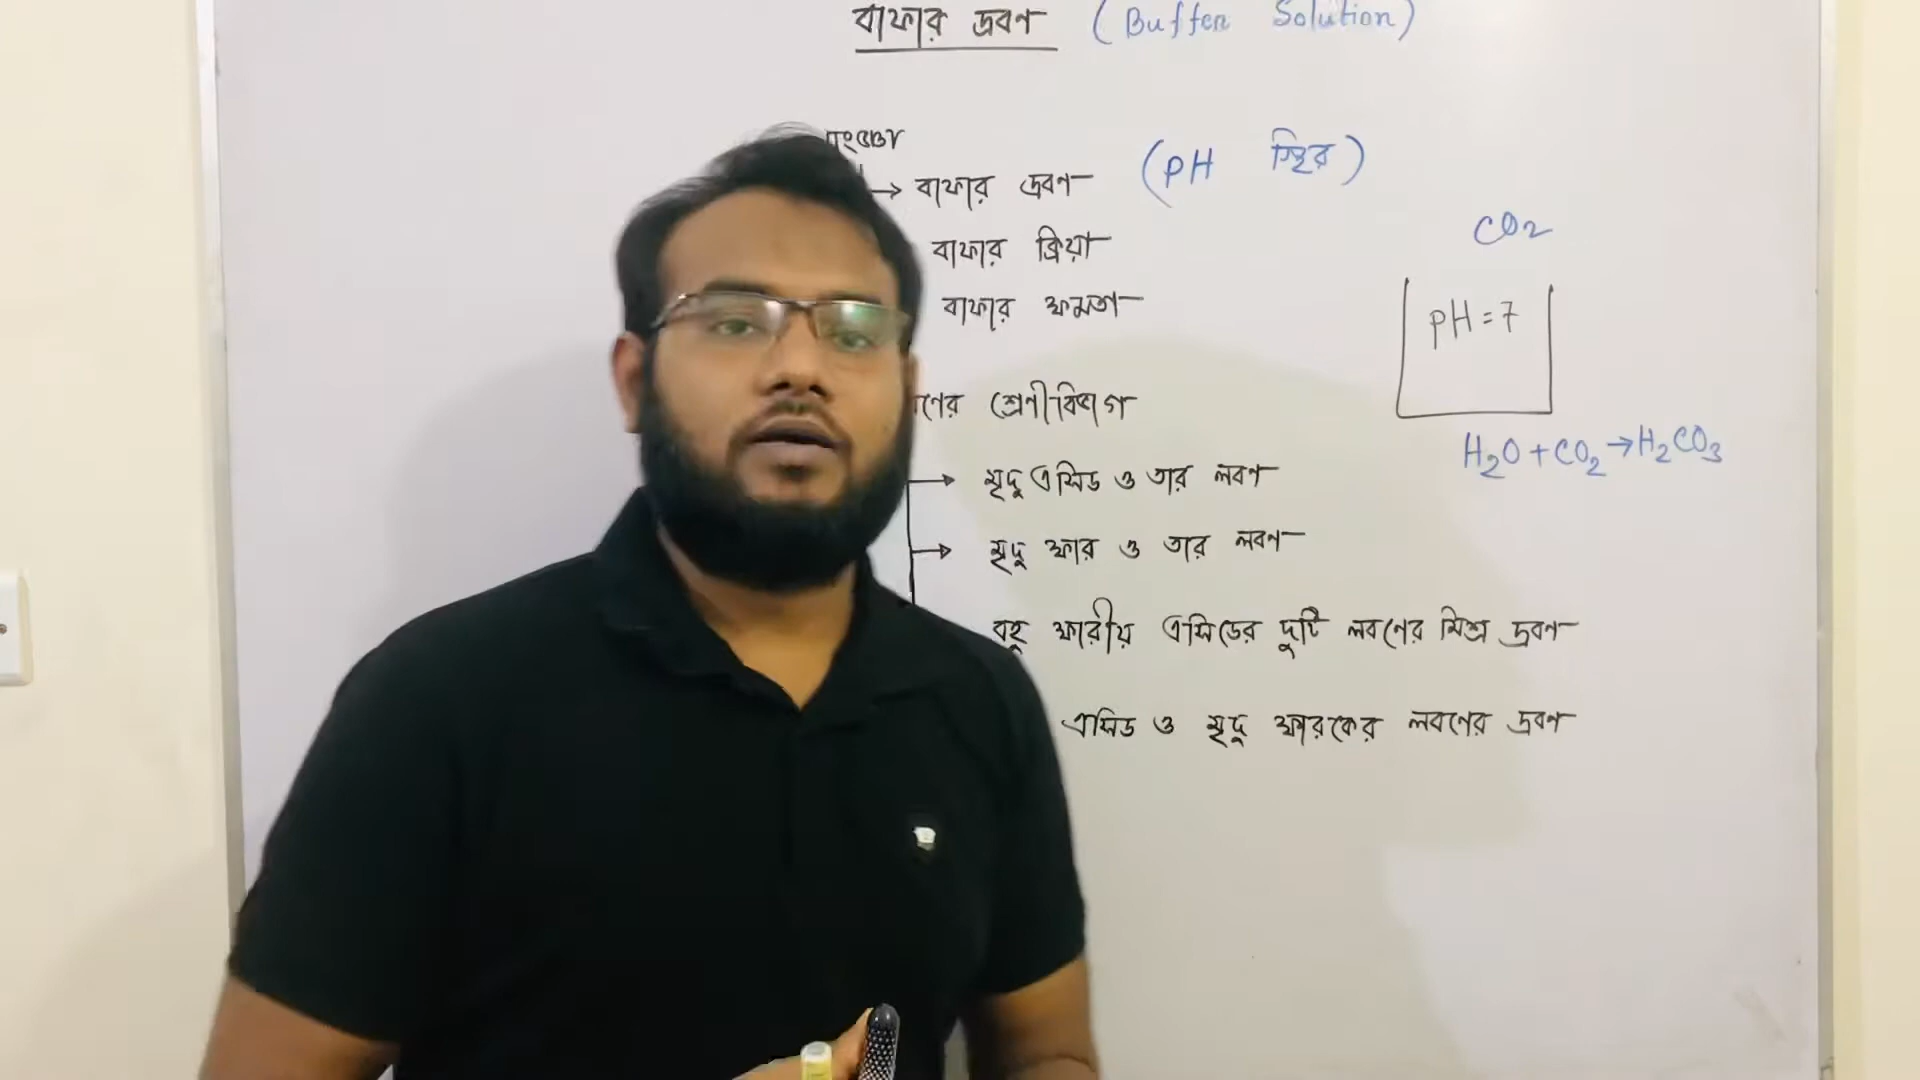 বাফার দ্রবণ (Buffer Solution)
সংজ্ঞা
→ বাফার দ্রবণ (PH স্থির)
বাফার ক্রিয়া
বাফার ক্ষমতা
CO2
PH = 7
H2O + CO2 → H2CO3
ণের শ্রেণীবিভাগ
→ মৃদু এসিড ও তার লবণ
→ মৃদু ক্ষার ও তার লবণ
বহু ক্ষারীয় এসিডের দুটি লবণের মিশ্র দ্রবণ
এসিড ও মৃদু ক্ষারকের লবণের দ্রবণ